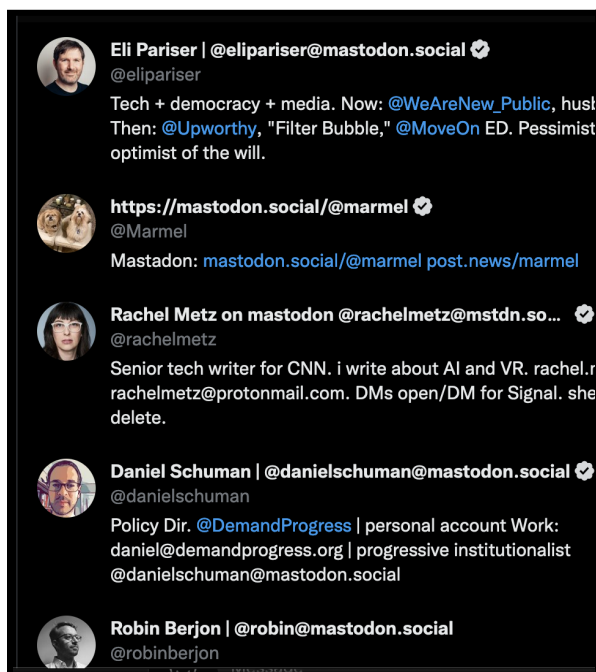 Eli Pariser | @elipariser@mastodon.social
@elipariser
Tech + democracy + media. Now: @WeAreNew_Public, husb
Then: @Upworthy, "Filter Bubble," @MoveOn ED. Pessimist
optimist of the will.
https://mastodon.social/@marmel
@Marmel
Mastadon: mastodon.social/@marmel post.news/marmel
Rachel Metz on mastodon @rachelmetz@mstdn.so...
@rachelmetz
Senior tech writer for CNN. i write about AI and VR. rachel.r
rachelmetz@protonmail.com. DMs open/DM for Signal. she
delete.
Daniel Schuman | @danielschuman@mastodon.social
@danielschuman
Policy Dir. @DemandProgress | personal account Work:
daniel@demandprogress.org | progressive institutionalist
@danielschuman@mastodon.social
Robin Berjon | @robin@mastodon.social
@robinberjon